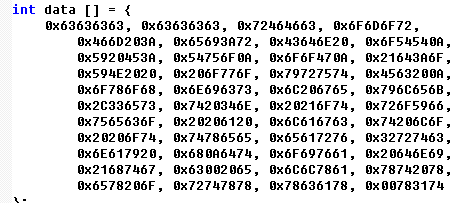 int data [] = {
0x63636363, 0x63636363, 0x72464663, 0x6F6D6F72,
0x466D203A, 0x65693A72, 0x43646E20, 0x6F54540A,
0x5920453A, 0x54756F0A, 0x6F6F470A, 0x21643A6F,
0x594E2020, 0x206F776F, 0x79727574, 0x4563200A,
0x6F786F68, 0x6E696373, 0x6C206765, 0x796C656B,
0x2C336573, 0x7420346E, 0x20216F74, 0x726F5966,
0x7565636F, 0x20206120, 0x6C616763, 0x74206C6F,
0x20206F74, 0x74786565, 0x65617276, 0x32727463,
0x6E617920, 0x680A6474, 0x6F697661, 0x20646E69,
0x21687467, 0x63002065, 0x6C6C7861, 0x78742078,
0x6578206F, 0x72747878, 0x78636178, 0x00783174
};